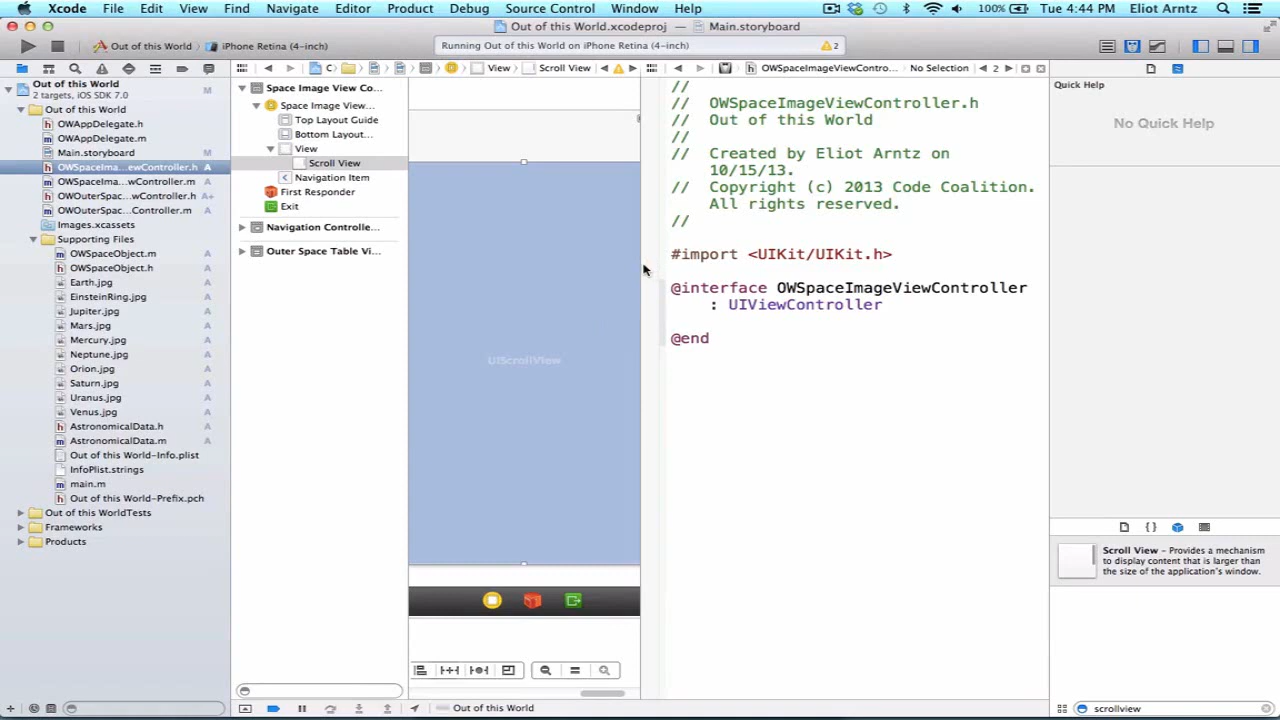 Xcode File Edit View Find Navigate Editor Product Debug Source Control Window Help 100% Tue 4:44 PM Eliot Arntz
Out of this World.xcodeproj — Main.storyboard
Out of this World iPhone Retina (4-inch) Running Out of this World on iPhone Retina (4-inch) 2
C View Scroll View OWSpaceImageViewContro... No Selection 2
Out of this World M
2 targets, iOS SDK 7.0
Out of this World
OWAppDelegate.h
OWAppDelegate.m
Main.storyboard M
OWSpaceIma...ewController.h A
OWSpaceIma...wController.m A
OWOuterSpac...wController.h A+
OWOuterSpac...Controller.m A
Images.xcassets
Supporting Files
OWSpaceObject.m A
OWSpaceObject.h A
Earth.jpg A
EinsteinRing.jpg A
Jupiter.jpg A
Mars.jpg A
Mercury.jpg A
Neptune.jpg A
Orion.jpg A
Saturn.jpg A
Uranus.jpg A
Venus.jpg A
AstronomicalData.h A
AstronomicalData.m A
Out of this World-Info.plist
InfoPlist.strings
main.m
Out of this World-Prefix.pch
Out of this WorldTests
Frameworks
Products
Space Image View Co...
Space Image View...
Top Layout Guide
Bottom Layout...
View
Scroll View
Navigation Item
First Responder
Exit
Navigation Controlle...
Outer Space Table Vi...
UIScrollView
//
// OWSpaceImageViewController.h
// Out of this World
//
// Created by Eliot Arntz on
10/15/13.
// Copyright (c) 2013 Code Coalition.
All rights reserved.
//
#import <UIKit/UIKit.h>
@interface OWSpaceImageViewController
: UIViewController
@end
Quick Help
No Quick Help
{ }
Scroll View - Provides a mechanism
to display content that is larger than
the size of the application's window.
Out of this World
scrollview